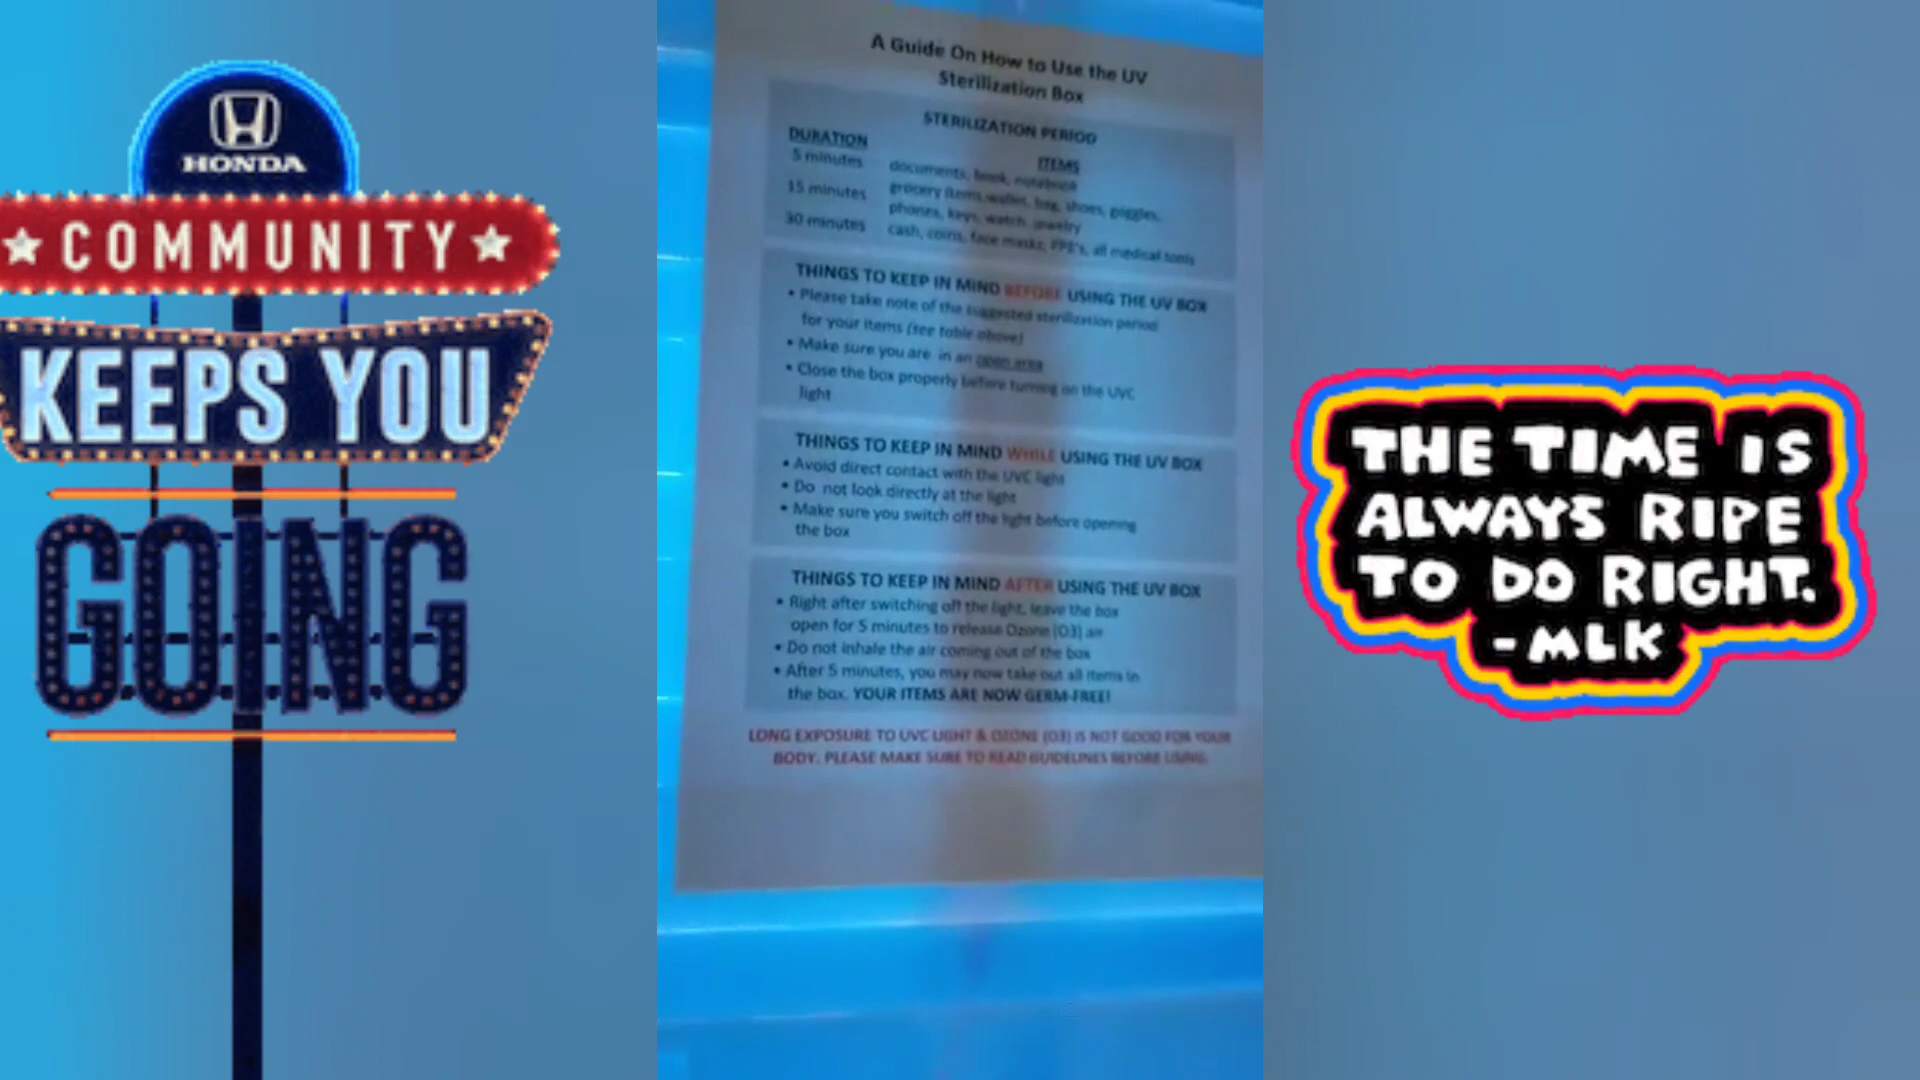 HONDA
COMMUNITY
KEEPS YOU
GOING
A Guide On How to Use the UV
Sterilization Box
STERILIZATION PERIOD
DURATION
ITEMS
5 minutes
documents, book, notebook
15 minutes
grocery items, wallet, bag, shoes, goggles,
phones, keys, watch, jewelry
30 minutes
cash, coins, face masks, PPE's, all medical tools
THINGS TO KEEP IN MIND BEFORE USING THE UV BOX
• Please take note of the suggested sterilization period
for your items (see table above)
• Make sure you are in an open area
• Close the box properly before turning on the UVC
light
THINGS TO KEEP IN MIND WHILE USING THE UV BOX
• Avoid direct contact with the UVC light
• Do not look directly at the light
• Make sure you switch off the light before opening
the box
THINGS TO KEEP IN MIND AFTER USING THE UV BOX
• Right after switching off the light, leave the box
open for 5 minutes to release Ozone (O3) air
• Do not inhale the air coming out of the box
• After 5 minutes, you may now take out all items in
the box. YOUR ITEMS ARE NOW GERM-FREE!
LONG EXPOSURE TO UVC LIGHT & OZONE (O3) IS NOT GOOD FOR YOUR
BODY. PLEASE MAKE SURE TO READ GUIDELINES BEFORE USING.
THE TIME IS
ALWAYS RIPE
TO DO RIGHT.
-MLK